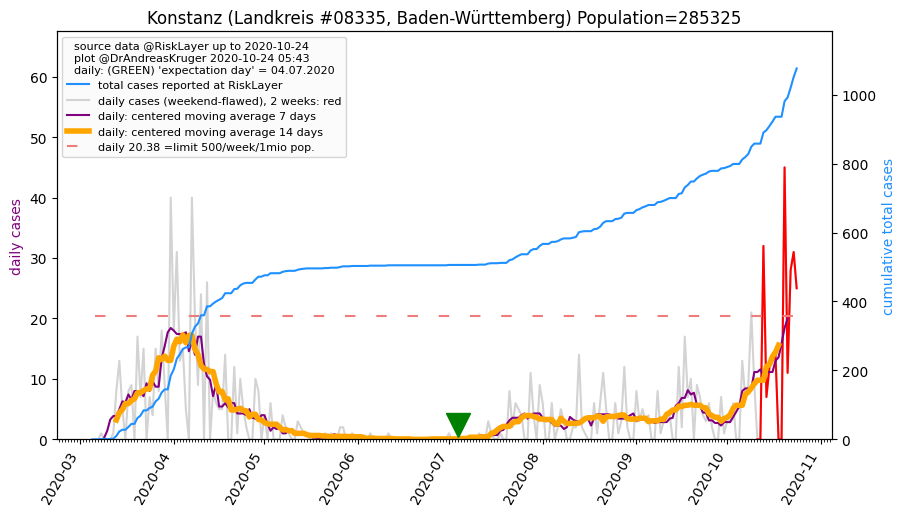 Konstanz (Landkreis #08335, Baden-Württemberg) Population=285325
source data @RiskLayer up to 2020-10-24
plot @DrAndreasKruger 2020-10-24 05:43
daily: (GREEN) 'expectation day' = 04.07.2020
total cases reported at RiskLayer
daily cases (weekend-flawed), 2 weeks: red
daily: centered moving average 7 days
daily: centered moving average 14 days
daily 20.38 =limit 500/week/1mio pop.
daily cases
60
50
40
30
20
10
0
cumulative total cases
1000
800
600
400
200
0
2020-03
2020-04
2020-05
2020-06
2020-07
2020-08
2020-09
2020-10
2020-11